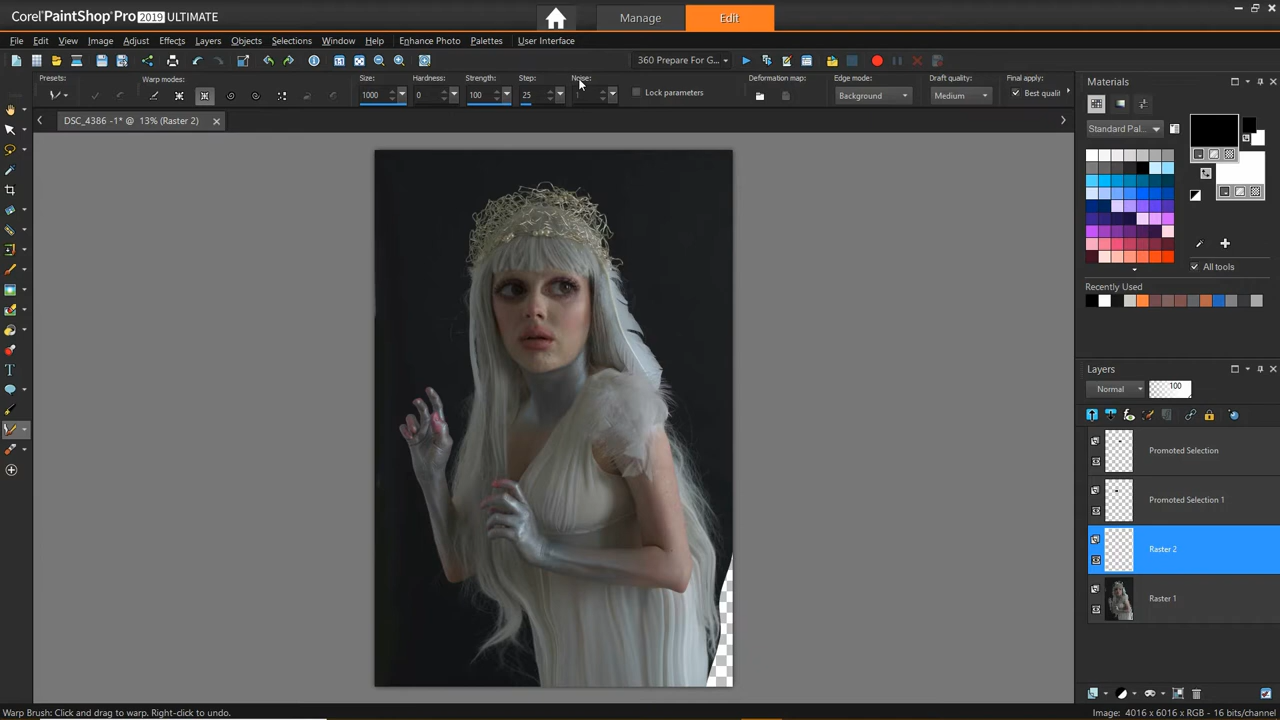 Corel PaintShop Pro 2019 ULTIMATE
Manage
Edit
File Edit View Image Adjust Effects Layers Objects Selections Window Help Enhance Photo Palettes User Interface
360 Prepare For G...
Presets:
Warp modes:
Size:
Hardness:
Strength:
Step:
Noise:
Deformation map:
Edge mode:
Draft quality:
Final apply:
1000
0
100
25
1
Lock parameters
Background
Medium
Best qualit
DSC_4386 -1* @ 13% (Raster 2)
Materials
Standard Pal...
All tools
Recently Used
Layers
Normal
100
Promoted Selection
Promoted Selection 1
Raster 2
Raster 1
Warp Brush: Click and drag to warp. Right-click to undo.
Image: 4016 x 6016 x RGB - 16 bits/channel